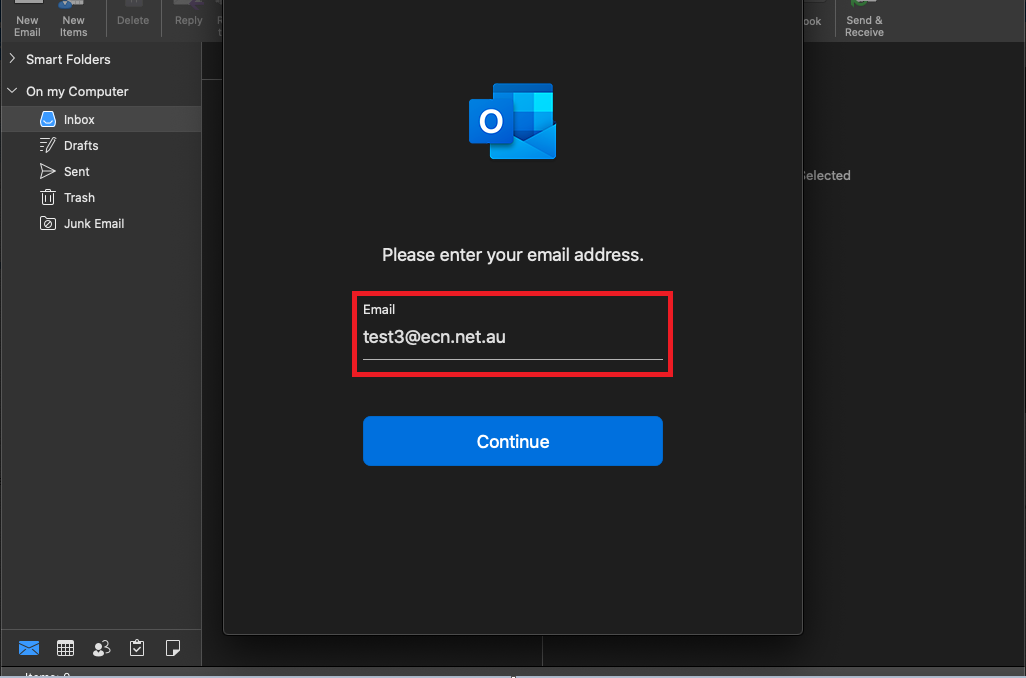 New
Email
New
Items
Delete
Reply
ook
Send &
Receive
Smart Folders
On my Computer
Inbox
Drafts
Sent
Trash
Junk Email
O
Selected
Please enter your email address.
Email
test3@ecn.net.au
Continue